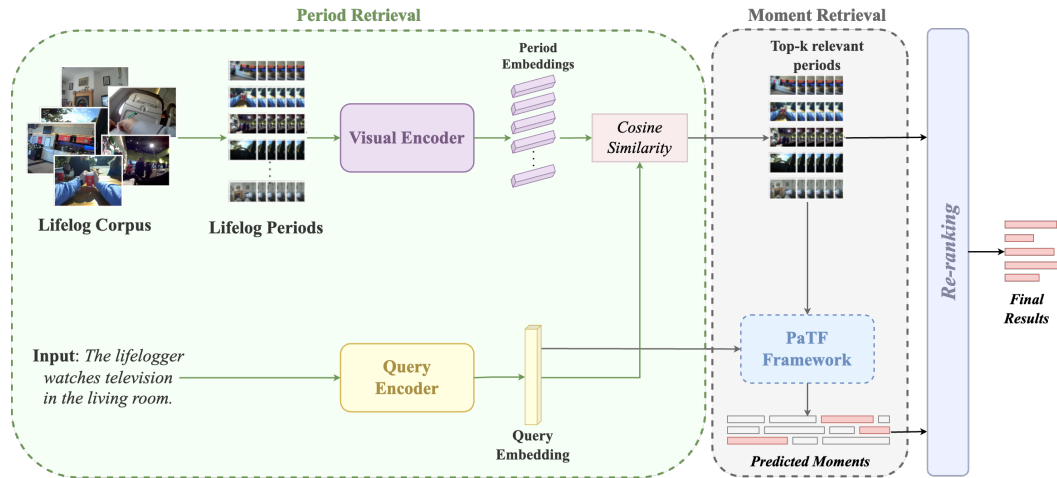 Period Retrieval
Moment Retrieval
Period
Embeddings
Top-k relevant
periods
Visual Encoder
Cosine
Similarity
Lifelog Corpus
Lifelog Periods
Re-ranking
Final
Results
Input: The lifelogger
watches television
in the living room.
Query
Encoder
PaTF
Framework
Query
Embedding
Predicted Moments